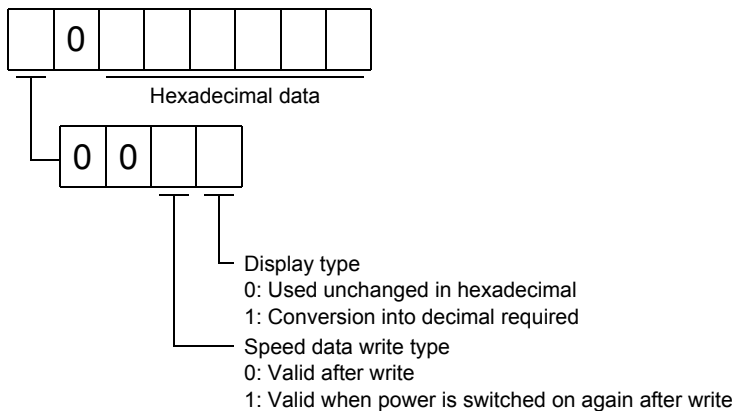 0
Hexadecimal data
0 0
Display type
0: Used unchanged in hexadecimal
1: Conversion into decimal required
Speed data write type
0: Valid after write
1: Valid when power is switched on again after write